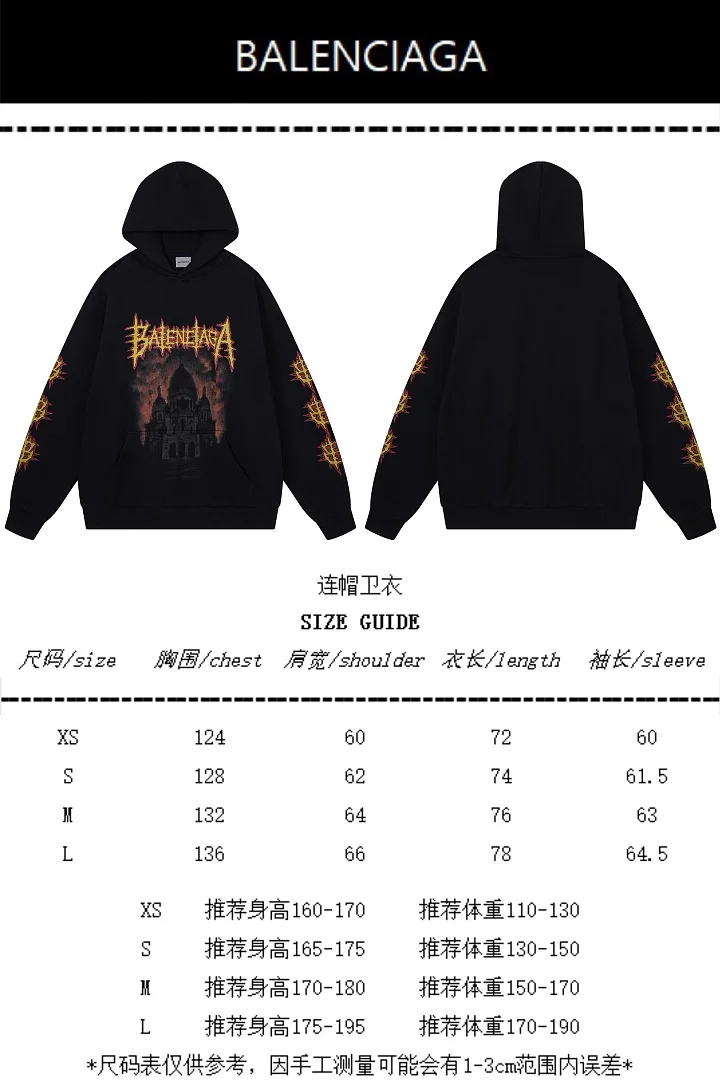 BALENCIAGA
BALENCIAGA
连帽卫衣
SIZE GUIDE
尺码/size 胸围/chest 肩宽/shoulder 衣长/length 袖长/sleeve
XS 124 60 72 60
S 128 62 74 61.5
M 132 64 76 63
L 136 66 78 64.5
XS 推荐身高160-170 推荐体重110-130
S 推荐身高165-175 推荐体重130-150
M 推荐身高170-180 推荐体重150-170
L 推荐身高175-195 推荐体重170-190
*尺码表仅供参考，因手工测量可能会有1-3cm范围内误差*